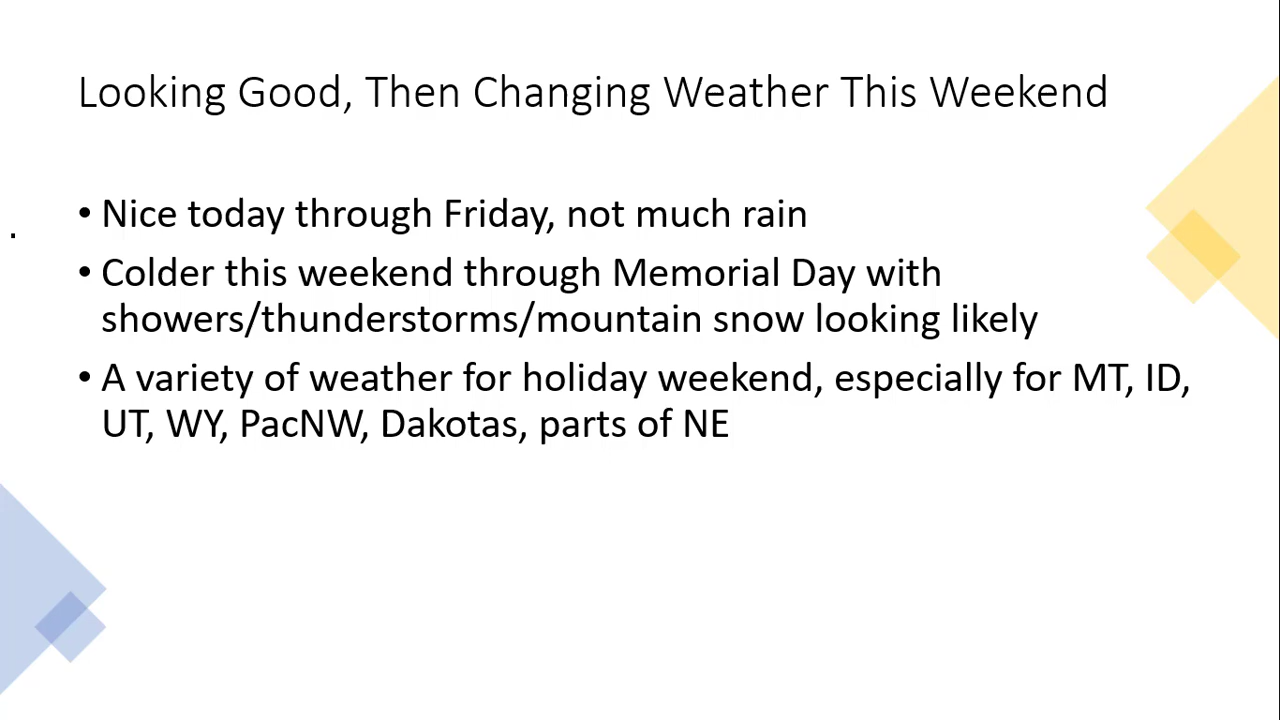 Looking Good, Then Changing Weather This Weekend
• Nice today through Friday, not much rain
.
• Colder this weekend through Memorial Day with
showers/thunderstorms/mountain snow looking likely
• A variety of weather for holiday weekend, especially for MT, ID,
UT, WY, PacNW, Dakotas, parts of NE